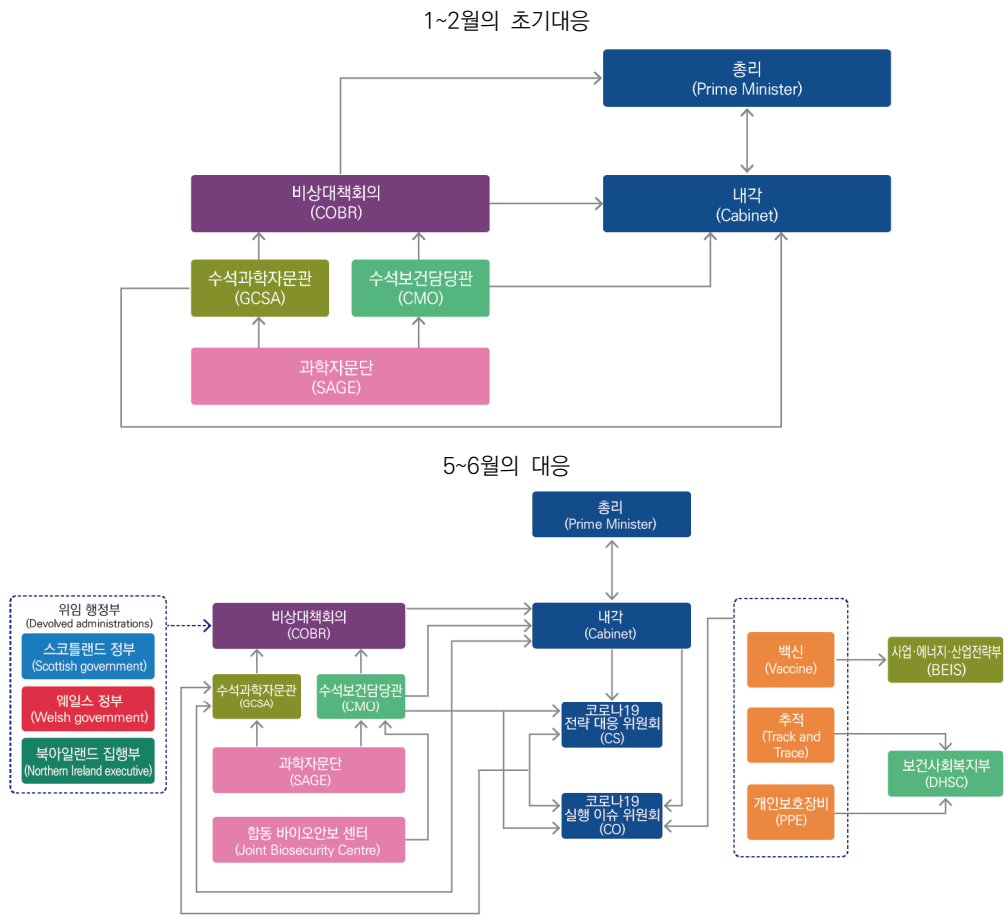 1~2월의 초기대응
총리
(Prime Minister)
비상대책회의
(COBR)
내각
(Cabinet)
수석과학자문관
(GCSA)
수석보건담당관
(CMO)
과학자문단
(SAGE)
5~6월의 대응
총리
(Prime Minister)
위임 행정부
(Devolved administrations)
스코틀랜드 정부
(Scottish government)
웨일스 정부
(Welsh government)
북아일랜드 집행부
(Northern Ireland executive)
비상대책회의
(COBR)
내각
(Cabinet)
수석과학자문관
(GCSA)
수석보건담당관
(CMO)
코로나19
전략 대응 위원회
(CS)
과학자문단
(SAGE)
코로나19
실행 이슈 위원회
(CO)
합동 바이오안보 센터
(Joint Biosecurity Centre)
백신
(Vaccine)
사업·에너지·산업전략부
(BEIS)
추적
(Track and
Trace)
보건사회복지부
(DHSC)
개인보호장비
(PPE)